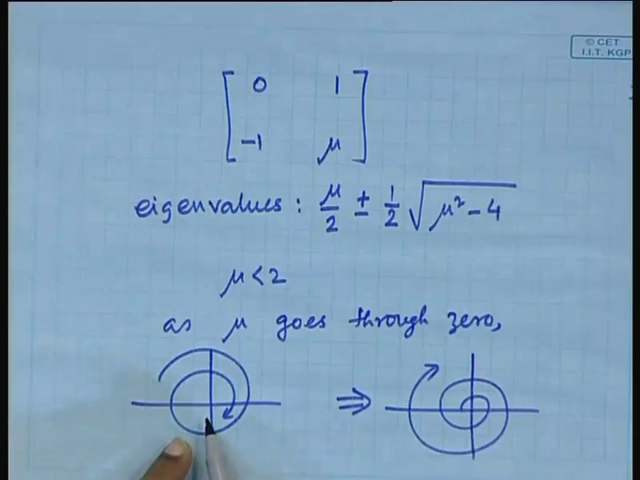 © CET
I.I.T. KGP
[ 0 1
-1 μ ]
eigenvalues : μ/2 ± 1/2 √(μ² - 4)
μ < 2
as μ goes through zero,
⇒